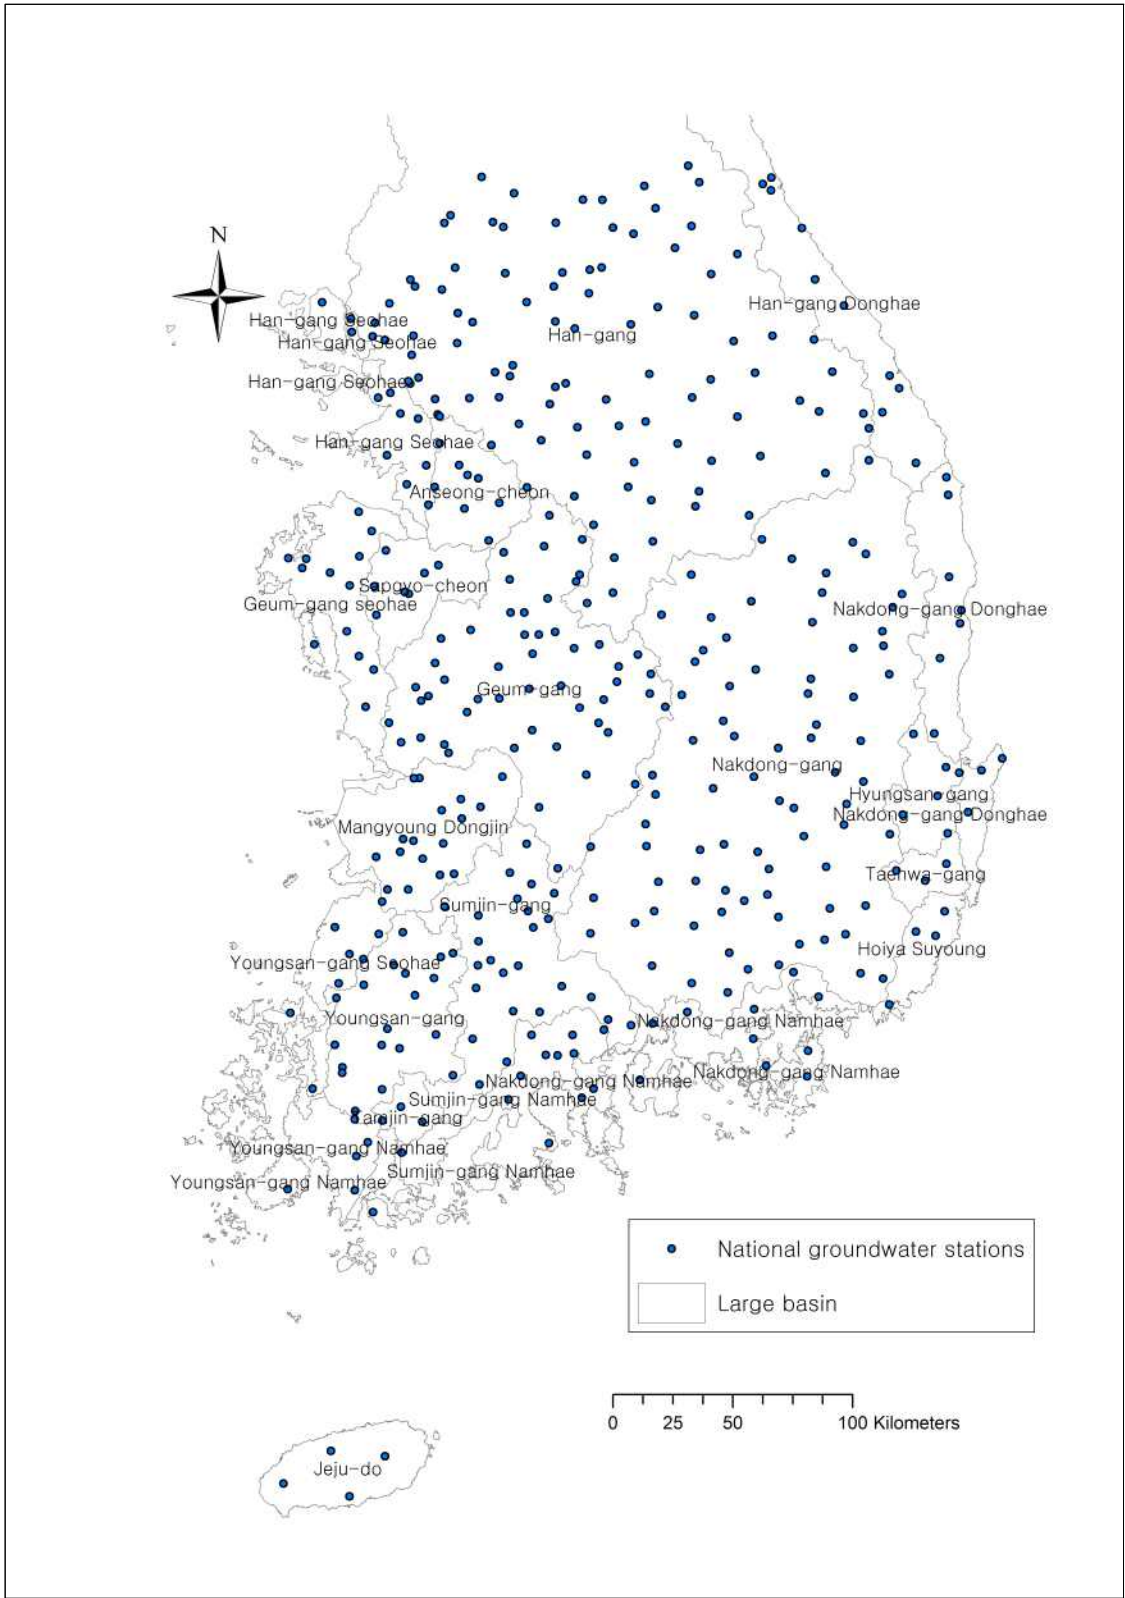 N
Han-gang Donghae
Han-gang Seohae
Han-gang
Han-gang Seohae
Han-gang Seohae
Han-gang Seohae
Anseong-cheon
Sapgyo-cheon
Geum-gang seohae
Nakdong-gang Donghae
Geum-gang
Nakdong-gang
Hyungsan-gang
Nakdong-gang Donghae
Mangyoung Dongjin
Taehwa-gang
Sumjin-gang
Hoiya Suyoung
Youngsan-gang Seohae
Youngsan-gang
Nakdong-gang Namhae
Nakdong-gang Namhae
Nakdong-gang Namhae
Sumjin-gang Namhae
Tamjin-gang
Youngsan-gang Namhae
Sumjin-gang Namhae
Youngsan-gang Namhae
National groundwater stations
Large basin
0 25 50 100 Kilometers
Jeju-do